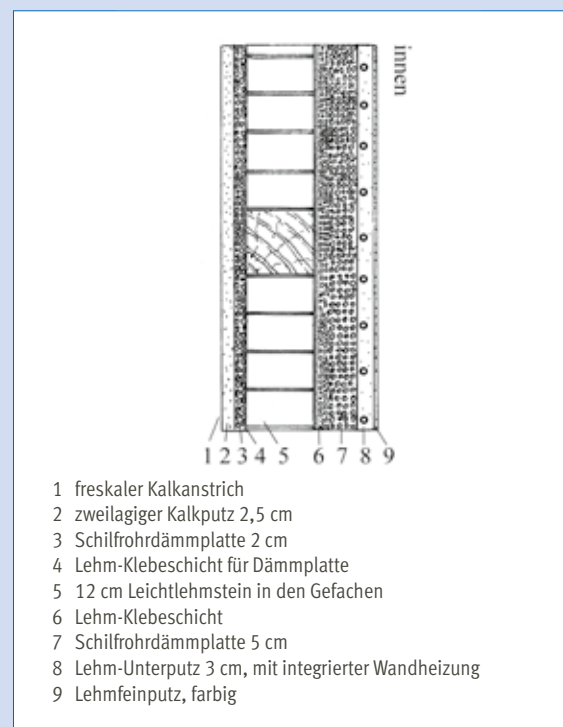 innen
1 2 3 4 5 6 7 8 9
1 freskaler Kalkanstrich
2 zweilagiger Kalkputz 2,5 cm
3 Schilfrohrdämmplatte 2 cm
4 Lehm-Klebeschicht für Dämmplatte
5 12 cm Leichtlehmstein in den Gefachen
6 Lehm-Klebeschicht
7 Schilfrohrdämmplatte 5 cm
8 Lehm-Unterputz 3 cm, mit integrierter Wandheizung
9 Lehmfeinputz, farbig